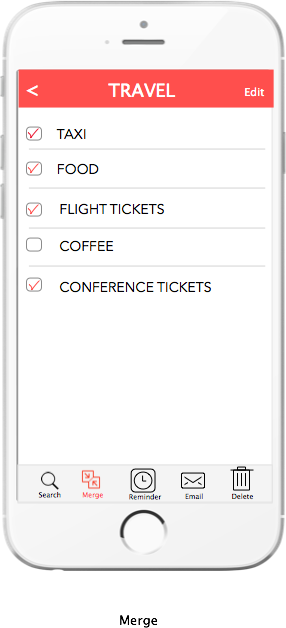 < TRAVEL Edit
TAXI
FOOD
FLIGHT TICKETS
COFFEE
CONFERENCE TICKETS
Search Merge Reminder Email Delete
Merge